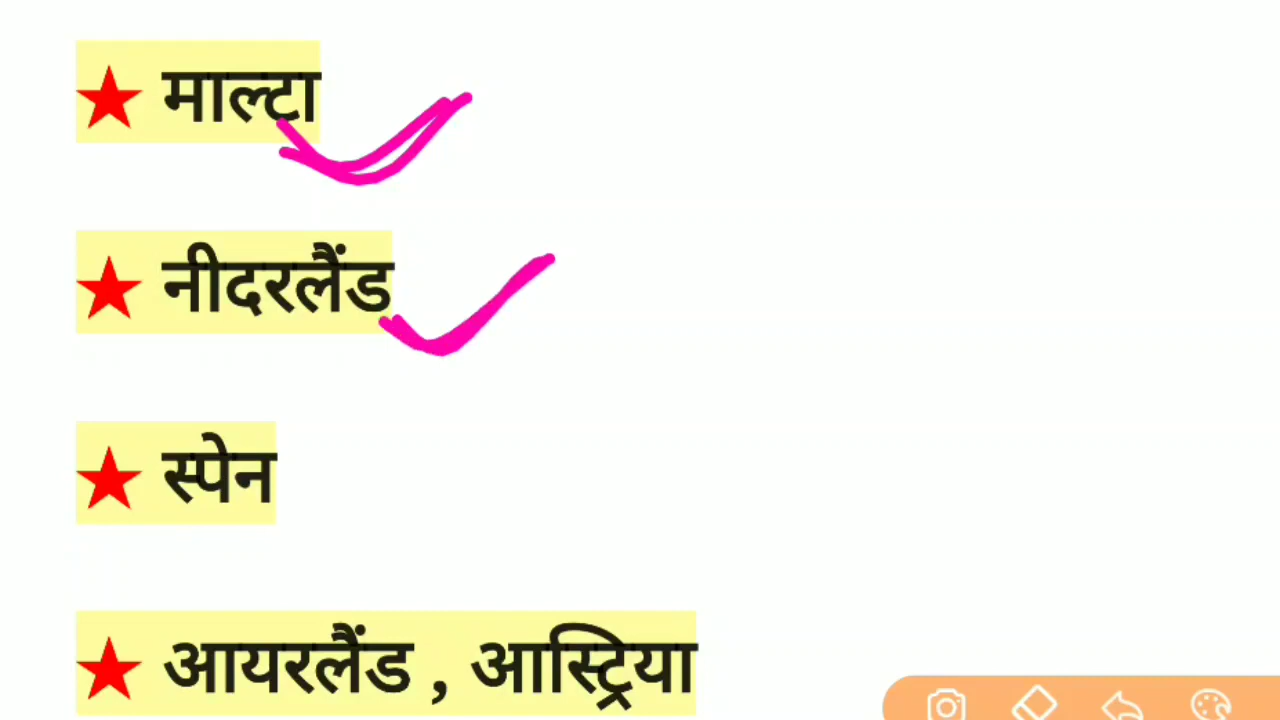 ★ माल्टा
★ नीदरलैंड
★ स्पेन
★ आयरलैंड , आस्ट्रिया